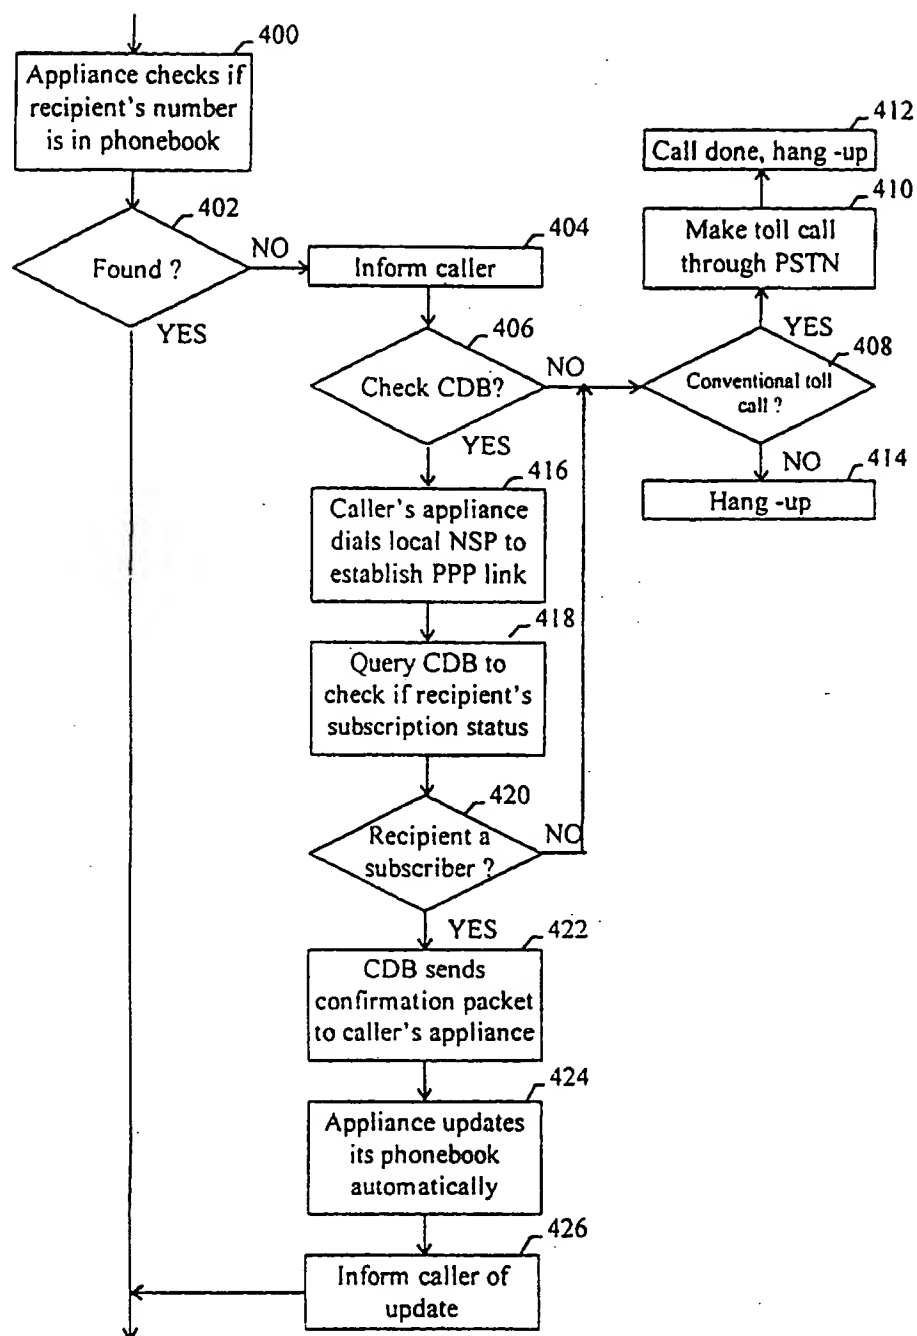 400
Appliance checks if
recipient's number
is in phonebook
402
Found ?
NO
YES
404
Inform caller
406
Check CDB?
NO
YES
408
Conventional toll
call ?
YES
NO
410
Make toll call
through PSTN
412
Call done, hang -up
414
Hang -up
416
Caller's appliance
dials local NSP to
establish PPP link
418
Query CDB to
check if recipient's
subscription status
420
Recipient a
subscriber ?
NO
YES
422
CDB sends
confirmation packet
to caller's appliance
424
Appliance updates
its phonebook
automatically
426
Inform caller of
update